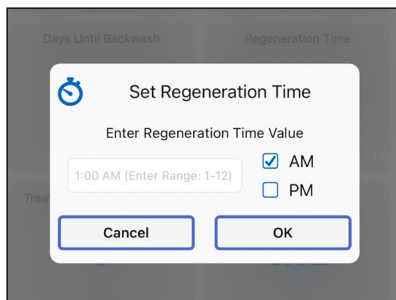 Days Until Backwash
Regeneration Time
Set Regeneration Time
Enter Regeneration Time Value
1:00 AM (Enter Range: 1-12)
AM
PM
Cancel
OK